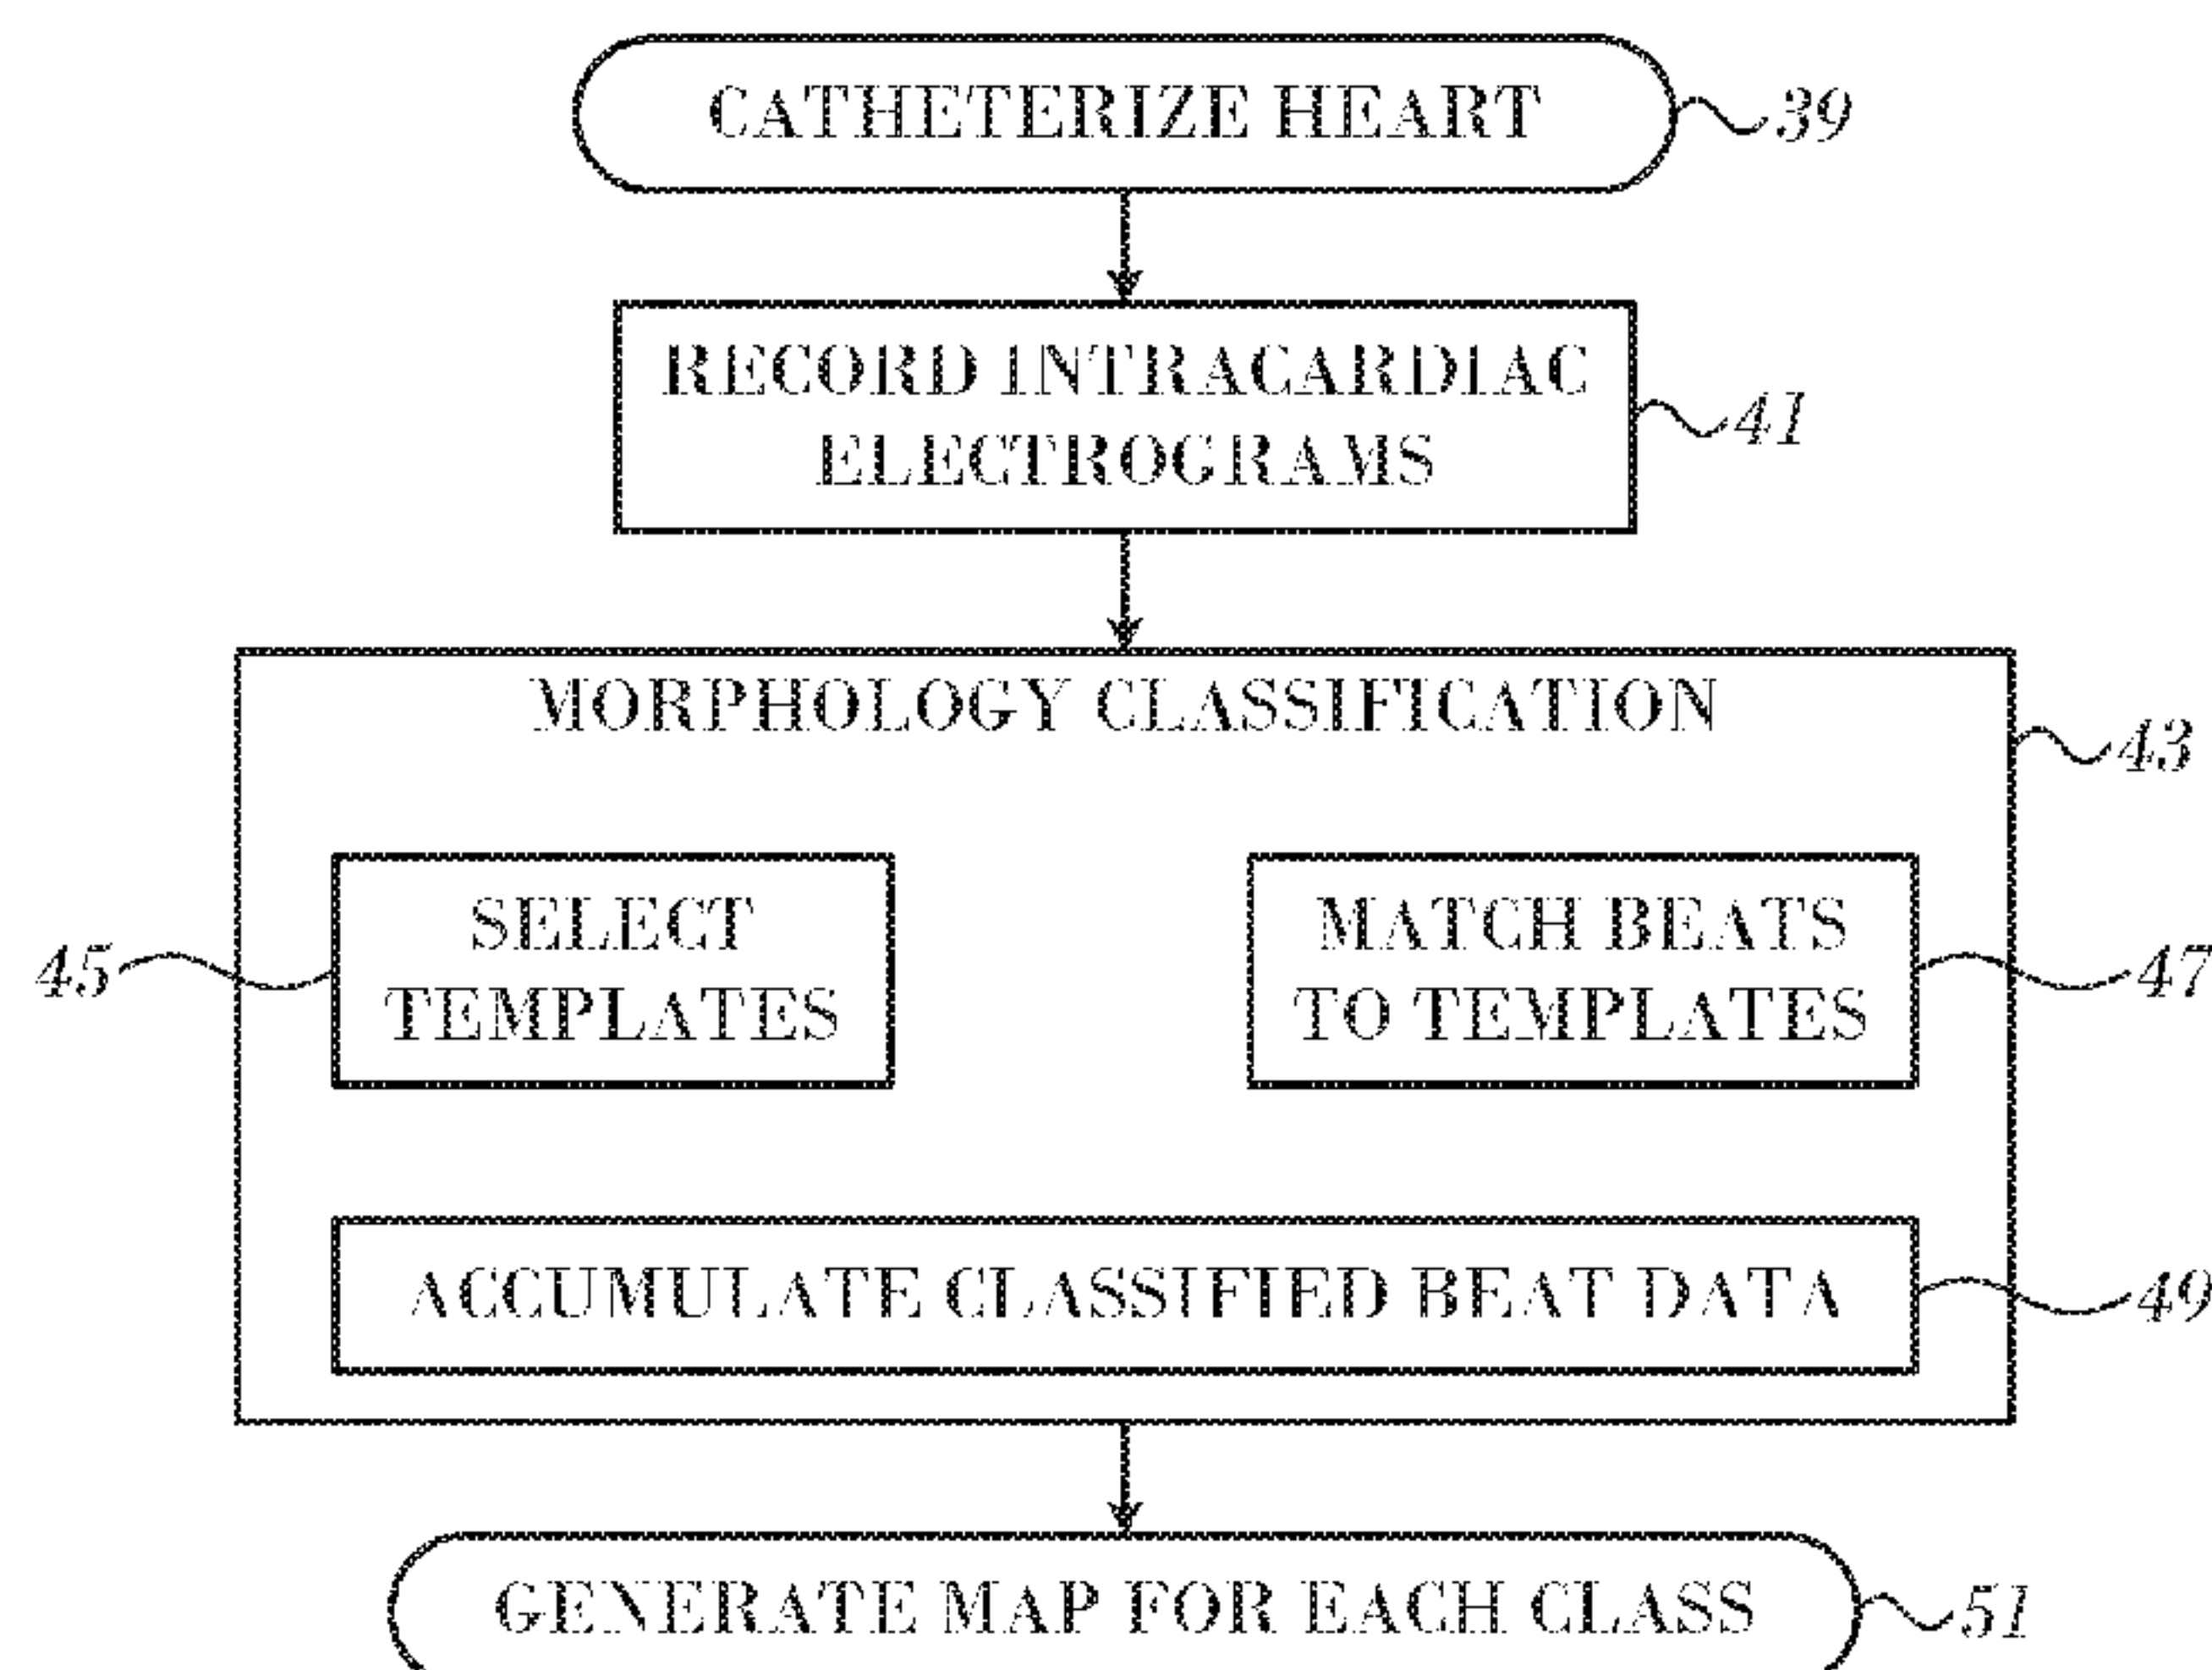 CATHETERIZE HEART
39
RECORD INTRACARDIAC
ELECTROGRAMS
41
MORPHOLOGY CLASSIFICATION
43
45
SELECT
TEMPLATES
MATCH BEATS
TO TEMPLATES
47
ACCUMULATE CLASSIFIED BEAT DATA
49
GENERATE MAP FOR EACH CLASS
51